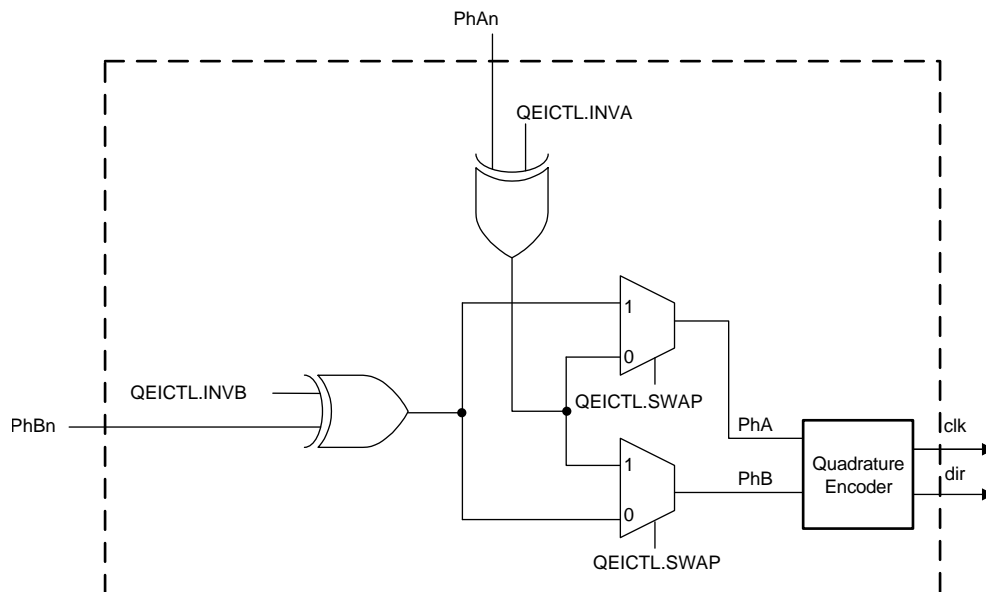 PhAn
QEICTL.INVA
1
0
QEICTL.INVB
QEICTL.SWAP
PhBn
PhA
clk
Quadrature
Encoder
1
PhB
dir
0
QEICTL.SWAP